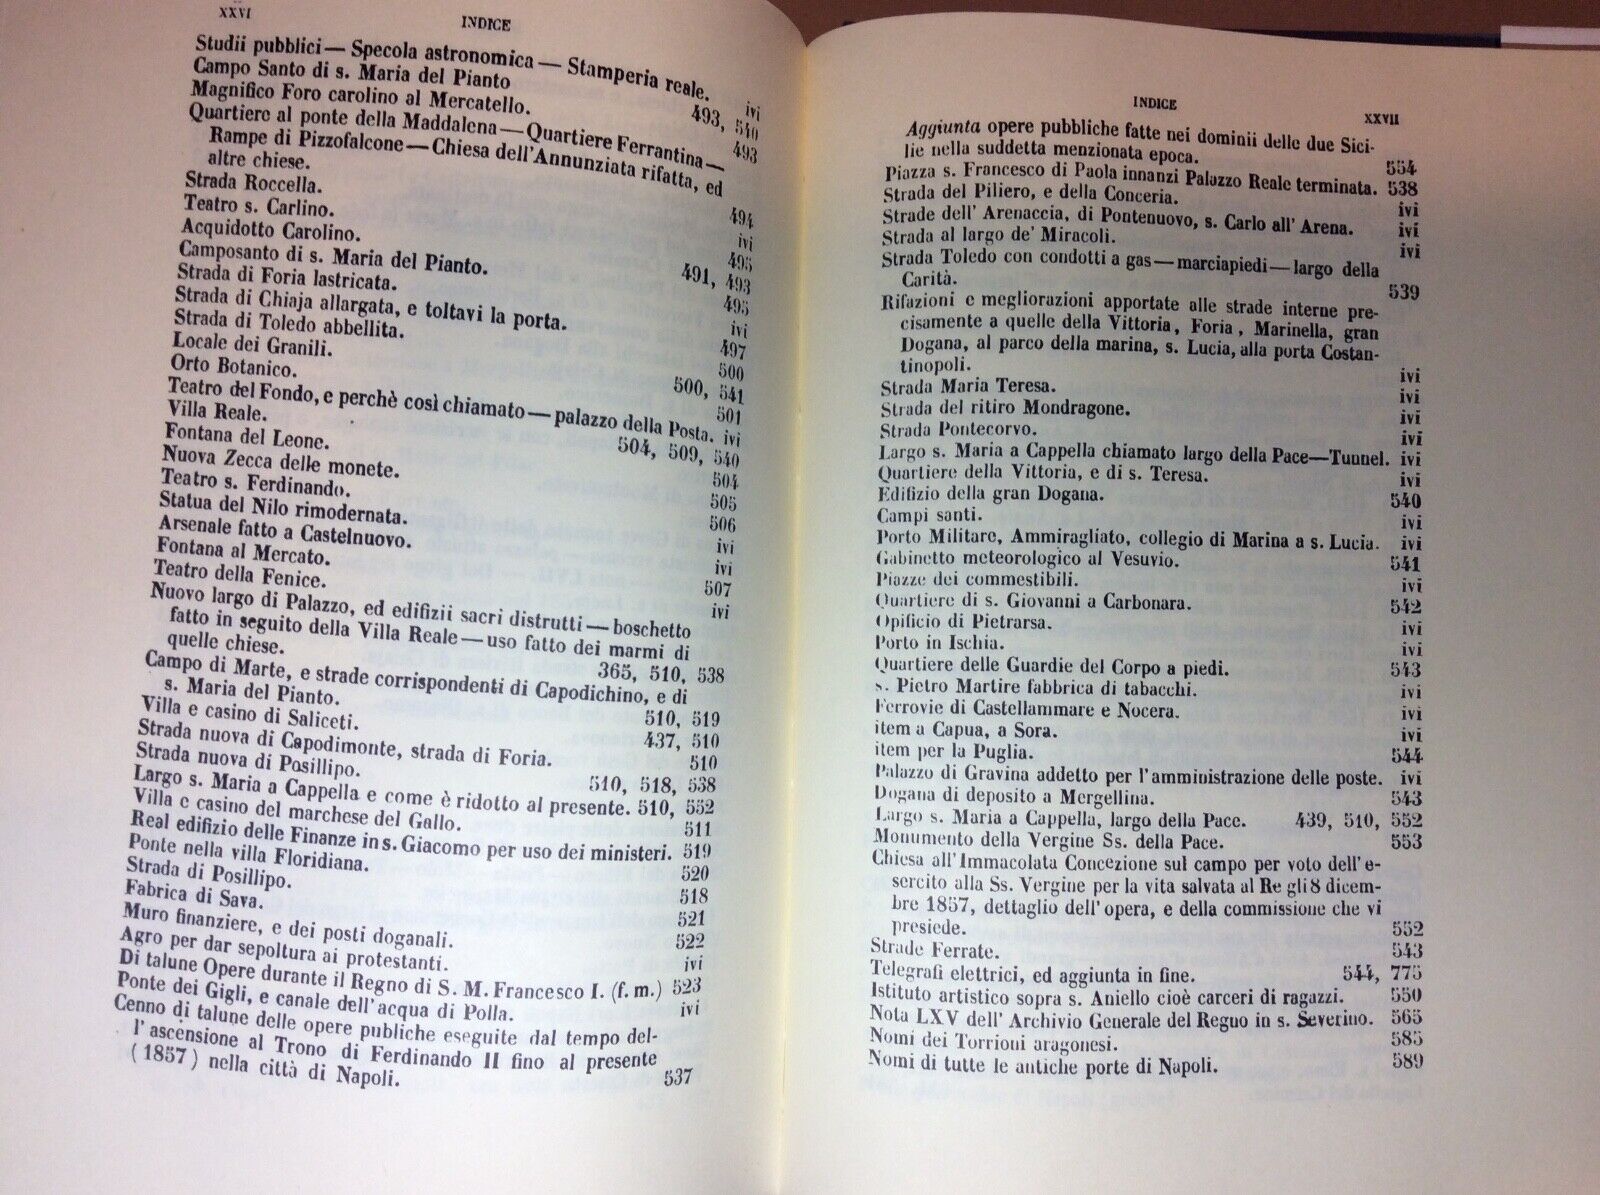 XXVI
INDICE
Studii pubblici — Specola astronomica — Stamperia reale. ivi
Campo Santo di s. Maria del Pianto 493, 540
Magnifico Foro carolino al Mercatello. 493
Quartiere al ponte della Maddalena — Quartiere Ferrantina —
Rampe di Pizzofalcone — Chiesa dell'Annunziata rifatta, ed
altre chiese. 494
Strada Roccella. ivi
Teatro s. Carlino. 495
Acquidotto Carolino. 491, 493
Camposanto di s. Maria del Pianto. 495
Strada di Foria lastricata. ivi
Strada di Chiaja allargata, e toltavi la porta. 497
Strada di Toledo abbellita. 500
Locale dei Granili. 500, 541
Orto Botanico. 501
Teatro del Fondo, e perchè così chiamato — palazzo della Posta. ivi
Villa Reale. 504, 509, 540
Fontana del Leone. 504
Nuova Zecca delle monete. 505
Teatro s. Ferdinando. 506
Statua del Nilo rimodernata. ivi
Arsenale fatto a Castelnuovo. ivi
Fontana al Mercato. 507
Teatro della Fenice. ivi
Nuovo largo di Palazzo, ed edifizii sacri distrutti — boschetto
fatto in seguito della Villa Reale — uso fatto dei marmi di
quelle chiese. 365, 510, 538
Campo di Marte, e strade corrispondenti di Capodichino, e di
s. Maria del Pianto. 510, 519
Villa e casino di Saliceti. 437, 510
Strada nuova di Capodimonte, strada di Foria. 510
Strada nuova di Posillipo. 510, 518, 538
Largo s. Maria a Cappella e come è ridotto al presente. 510, 552
Villa e casino del marchese del Gallo. 511
Real edifizio delle Finanze in s. Giacomo per uso dei ministeri. 519
Ponte nella villa Floridiana. 520
Strada di Posillipo. 518
Fabrica di Sava. 521
Muro finanziere, e dei posti doganali. 522
Agro per dar sepoltura ai protestanti. ivi
Di talune Opere durante il Regno di S. M. Francesco I. (f. m.) 523
Ponte dei Gigli, e canale dell'acqua di Polla. ivi
Cenno di talune delle opere publiche eseguite dal tempo del-
l'ascensione al Trono di Ferdinando II fino al presente
(1857) nella città di Napoli. 537
INDICE
XXVII
Aggiunta opere pubbliche fatte nei dominii delle due Sici-
lie nella suddetta menzionata epoca. 554
Piazza s. Francesco di Paola innanzi Palazzo Reale terminata. 538
Strada del Piliero, e della Conceria. ivi
Strade dell' Arenaccia, di Pontenuovo, s. Carlo all' Arena. ivi
Strada al largo de' Miracoli. ivi
Strada Toledo con condotti a gas — marciapiedi — largo della
Carità. 539
Rifazioni e megliorazioni apportate alle strade interne pre-
cisamente a quelle della Vittoria, Foria, Marinella, gran
Dogana, al parco della marina, s. Lucia, alla porta Costan-
tinopoli. ivi
Strada Maria Teresa. ivi
Strada del ritiro Mondragone. ivi
Strada Pontecorvo. ivi
Largo s. Maria a Cappella chiamato largo della Pace — Tunnel. ivi
Quartiere della Vittoria, e di s. Teresa. ivi
Edifizio della gran Dogana. 540
Campi santi. ivi
Porto Militare, Ammiragliato, collegio di Marina a s. Lucia. ivi
Gabinetto meteorologico al Vesuvio. 541
Piazze dei commestibili. ivi
Quartiere di s. Giovanni a Carbonara. 542
Opificio di Pietrarsa. ivi
Porto in Ischia. ivi
Quartiere delle Guardie del Corpo a piedi. 543
s. Pietro Martire fabbrica di tabacchi. ivi
Ferrovie di Castellammare e Nocera. ivi
item a Capua, a Sora. ivi
item per la Puglia. 544
Palazzo di Gravina addetto per l'amministrazione delle poste. ivi
Dogana di deposito a Mergellina. 543
Largo s. Maria a Cappella, largo della Pace. 439, 510, 552
Monumento della Vergine Ss. della Pace. 553
Chiesa all'Immacolata Concezione sul campo per voto dell'e-
sercito alla Ss. Vergine per la vita salvata al Re gli 8 dicem-
bre 1857, dettaglio dell'opera, e della commissione che vi
presiede. 552
Strade Ferrate. 543
Telegrafi elettrici, ed aggiunta in fine. 544, 775
Istituto artistico sopra s. Aniello cioè carceri di ragazzi. 550
Nota LXV dell'Archivio Generale del Regno in s. Severino. 565
Nomi dei Torrioni aragonesi. 585
Nomi di tutte le antiche porte di Napoli. 589